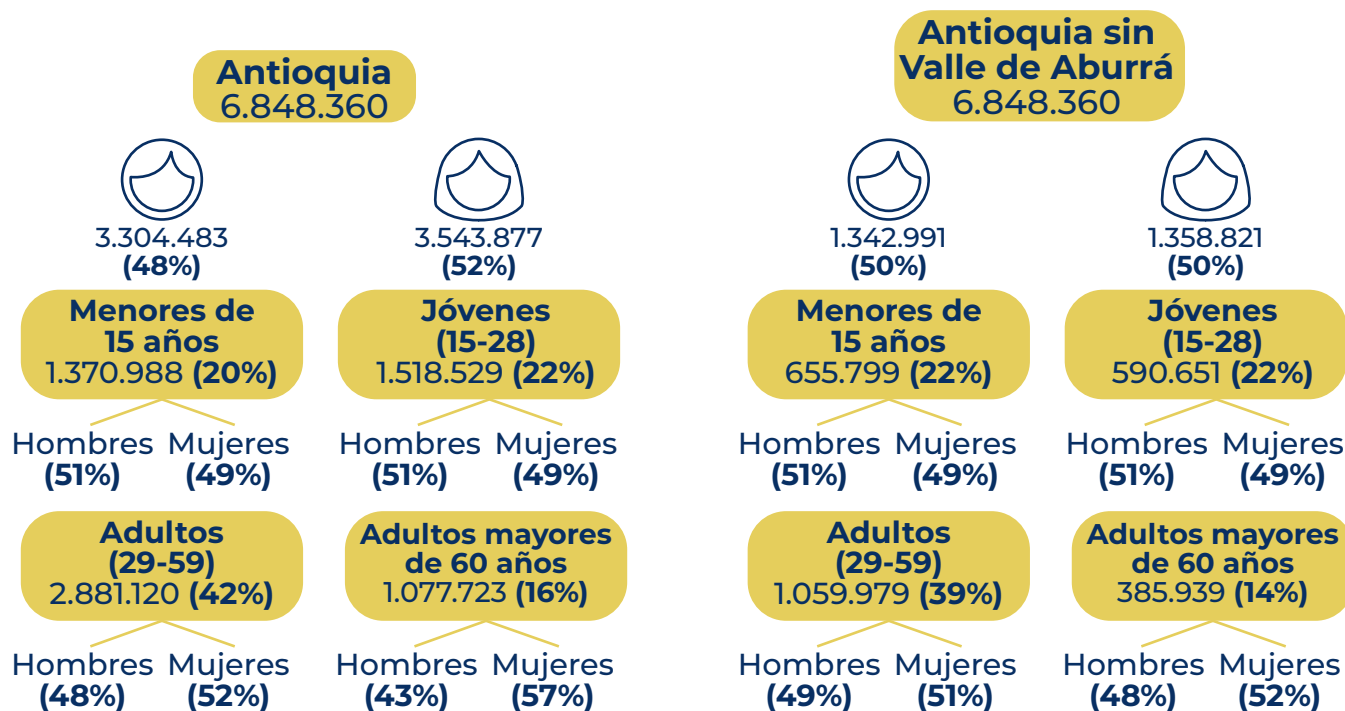 Antioquia
6.848.360
3.304.483
(48%)
3.543.877
(52%)
Menores de
15 años
1.370.988 (20%)
Hombres
(51%)
Mujeres
(49%)
Jóvenes
(15-28)
1.518.529 (22%)
Hombres
(51%)
Mujeres
(49%)
Adultos
(29-59)
2.881.120 (42%)
Hombres
(48%)
Mujeres
(52%)
Adultos mayores
de 60 años
1.077.723 (16%)
Hombres
(43%)
Mujeres
(57%)
Antioquia sin
Valle de Aburrá
6.848.360
1.342.991
(50%)
1.358.821
(50%)
Menores de
15 años
655.799 (22%)
Hombres
(51%)
Mujeres
(49%)
Jóvenes
(15-28)
590.651 (22%)
Hombres
(51%)
Mujeres
(49%)
Adultos
(29-59)
1.059.979 (39%)
Hombres
(49%)
Mujeres
(51%)
Adultos mayores
de 60 años
385.939 (14%)
Hombres
(48%)
Mujeres
(52%)